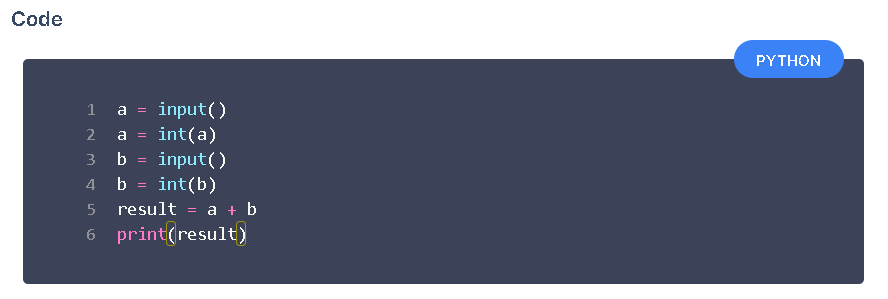 Code
PYTHON
1 a = input()
2 a = int(a)
3 b = input()
4 b = int(b)
5 result = a + b
6 print(result)